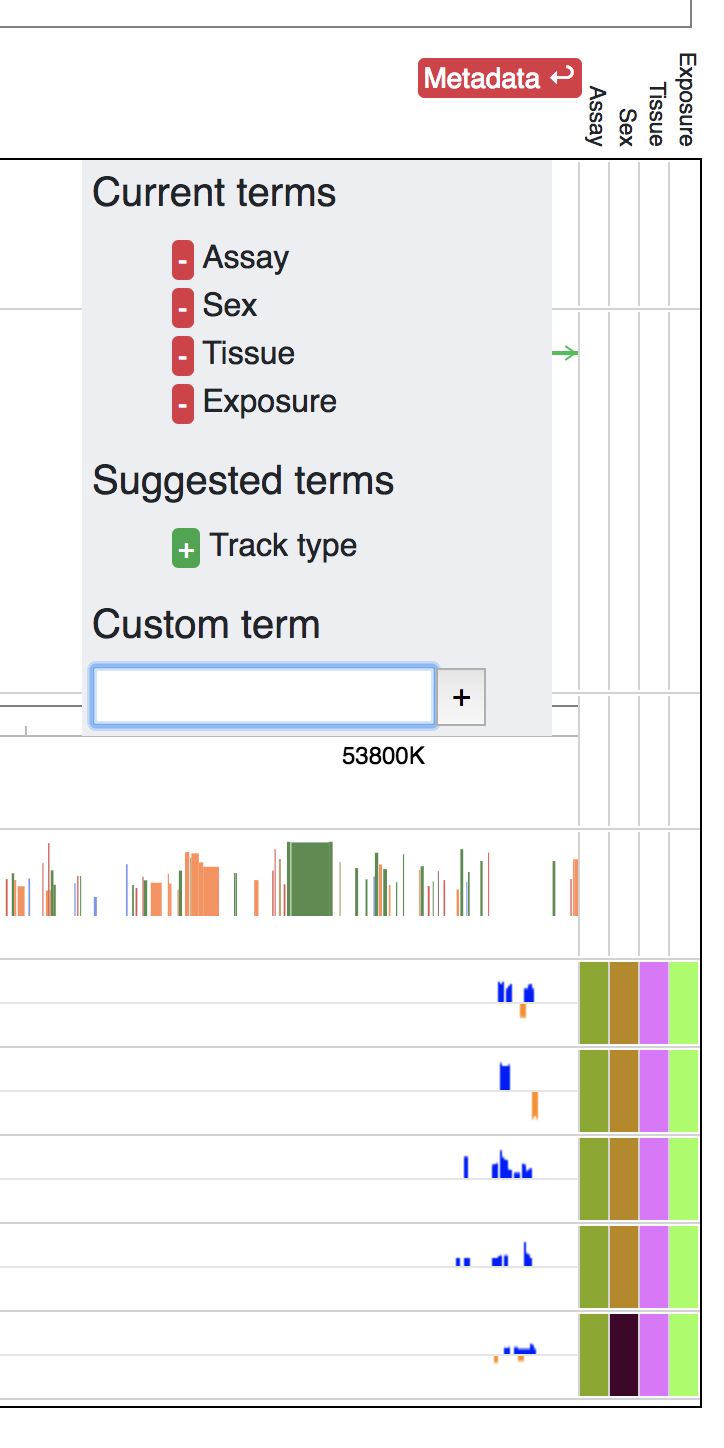 Metadata ↩
Assay
Sex
Tissue
Exposure
Current terms
- Assay
- Sex
- Tissue
- Exposure
Suggested terms
+ Track type
Custom term
+
53800K